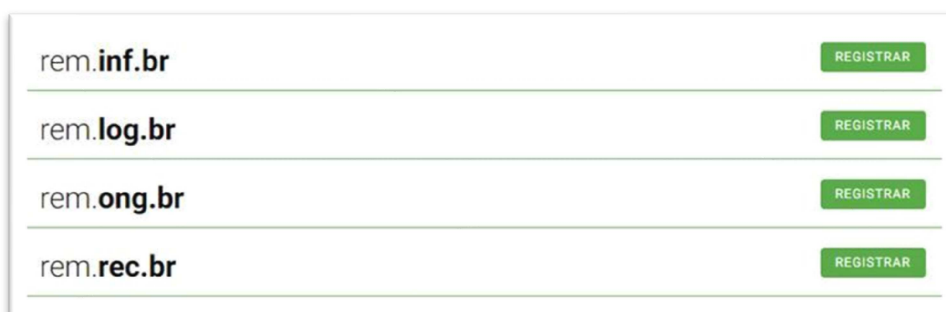 rem.inf.br REGISTRAR
rem.log.br REGISTRAR
rem.ong.br REGISTRAR
rem.rec.br REGISTRAR